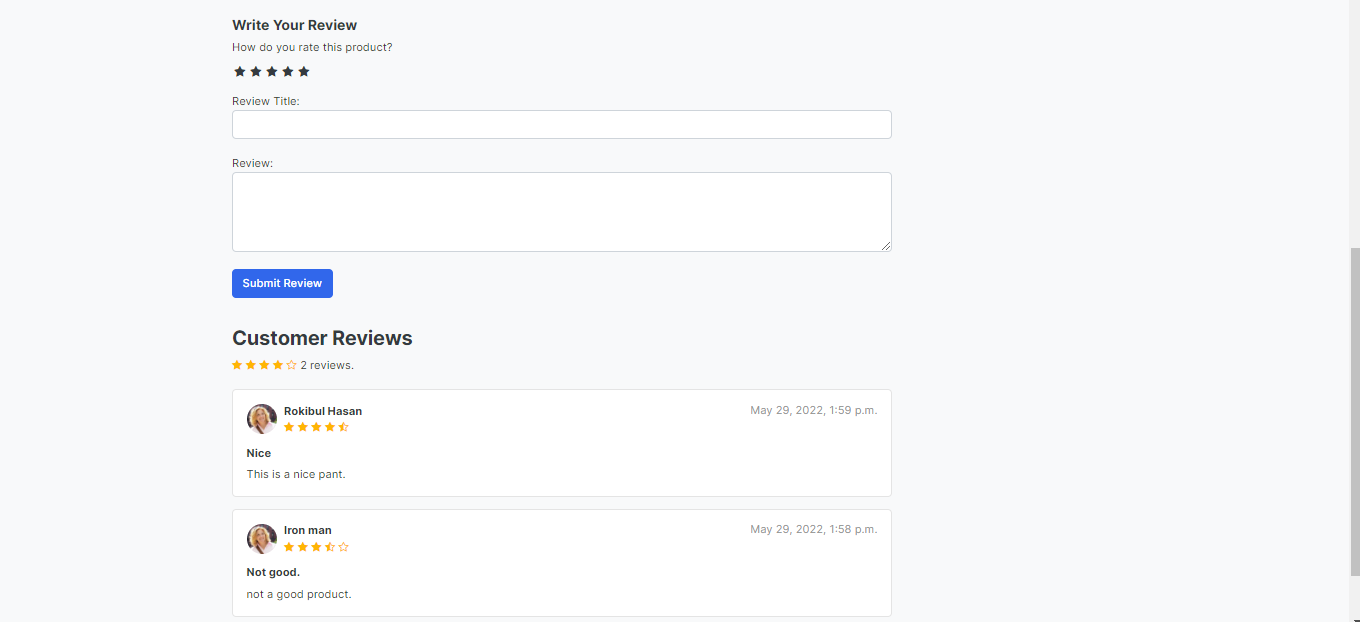 Write Your Review
How do you rate this product?
Review Title:
Review:
Submit Review
Customer Reviews
2 reviews.
Rokibul Hasan
May 29, 2022, 1:59 p.m.
Nice
This is a nice pant.
Iron man
May 29, 2022, 1:58 p.m.
Not good.
not a good product.